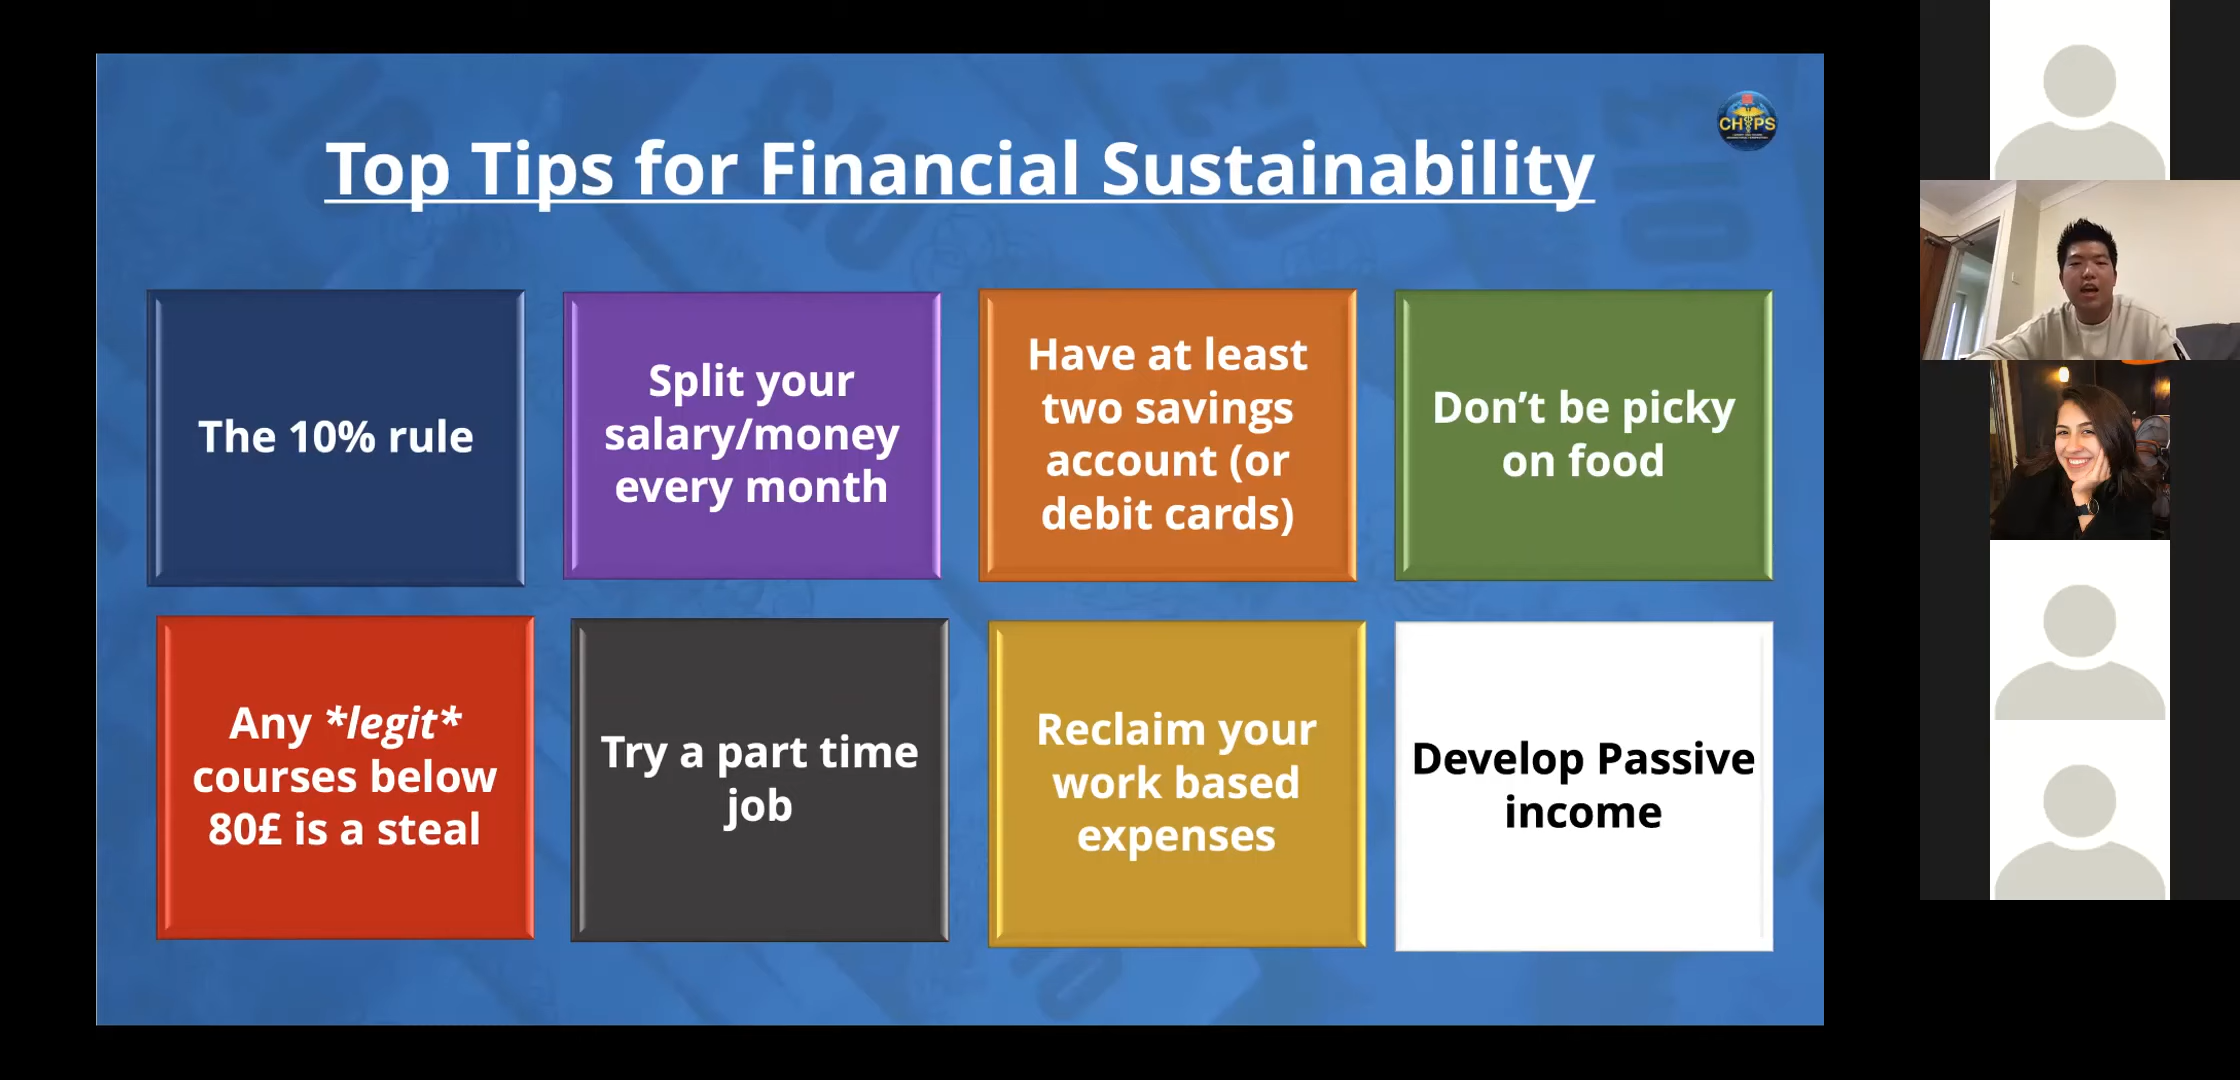 CHIPS
Top Tips for Financial Sustainability
The 10% rule
Split your
salary/money
every month
Have at least
two savings
account (or
debit cards)
Don’t be picky
on food
Any *legit*
courses below
80£ is a steal
Try a part time
job
Reclaim your
work based
expenses
Develop Passive
income